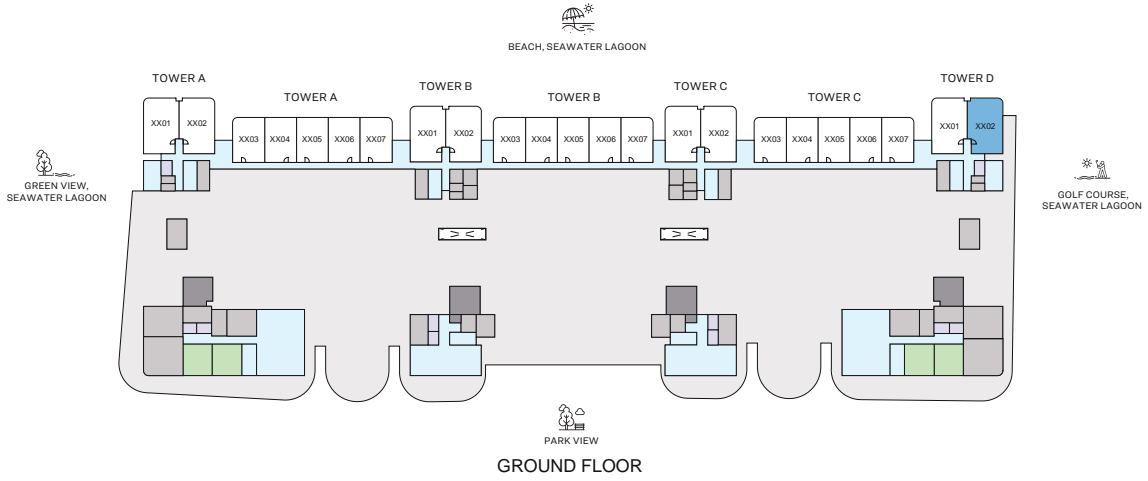 BEACH, SEAWATER LAGOON
TOWER A
TOWER A
TOWER B
TOWER B
TOWER C
TOWER C
TOWER D
XX01 XX02
XX03 XX04 XX05 XX06 XX07
XX01 XX02
XX03 XX04 XX05 XX06 XX07
XX01 XX02
XX03 XX04 XX05 XX06 XX07
XX01 XX02
GREEN VIEW,
SEAWATER LAGOON
GOLF COURSE,
SEAWATER LAGOON
PARK VIEW
GROUND FLOOR